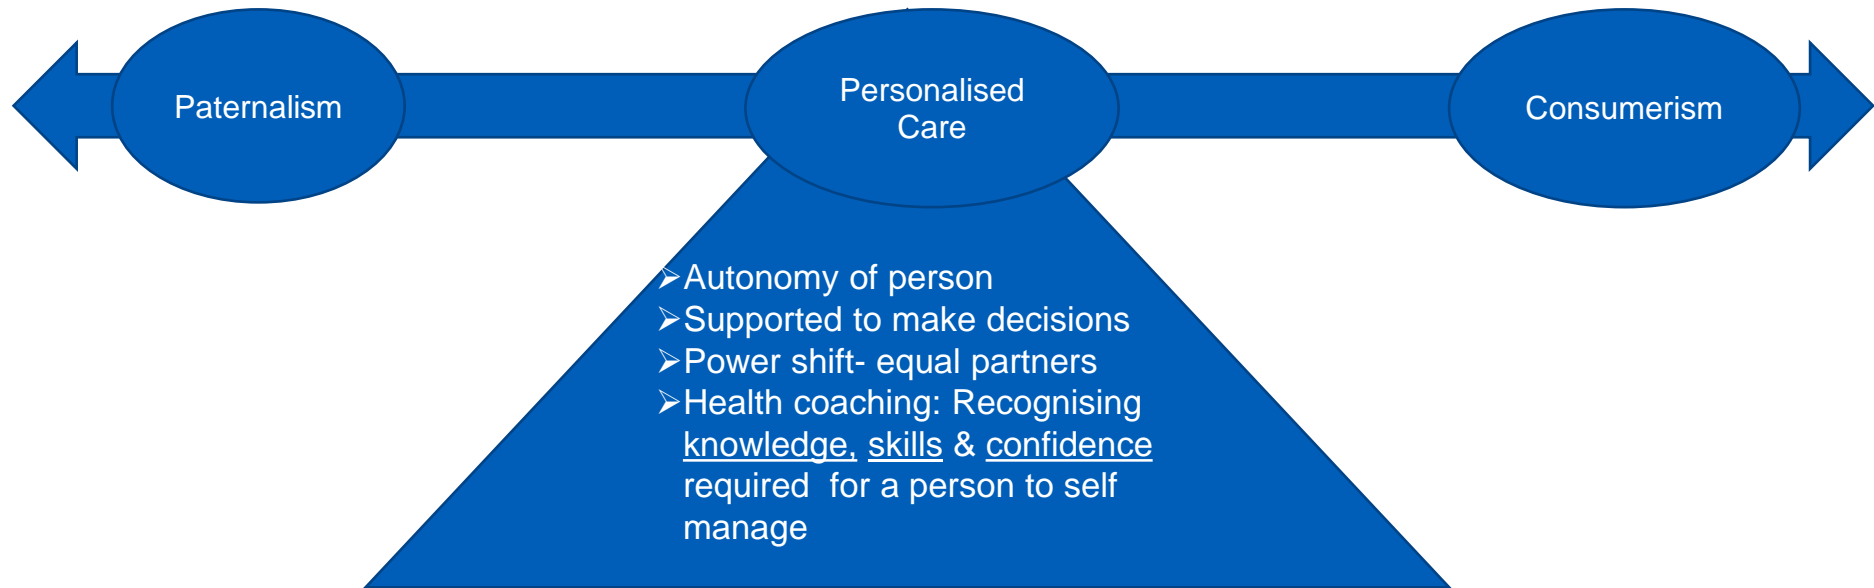 Paternalism
Personalised
Care
Consumerism
➢Autonomy of person
➢Supported to make decisions
➢Power shift- equal partners
➢Health coaching: Recognising
knowledge, skills & confidence
required  for a person to self
manage